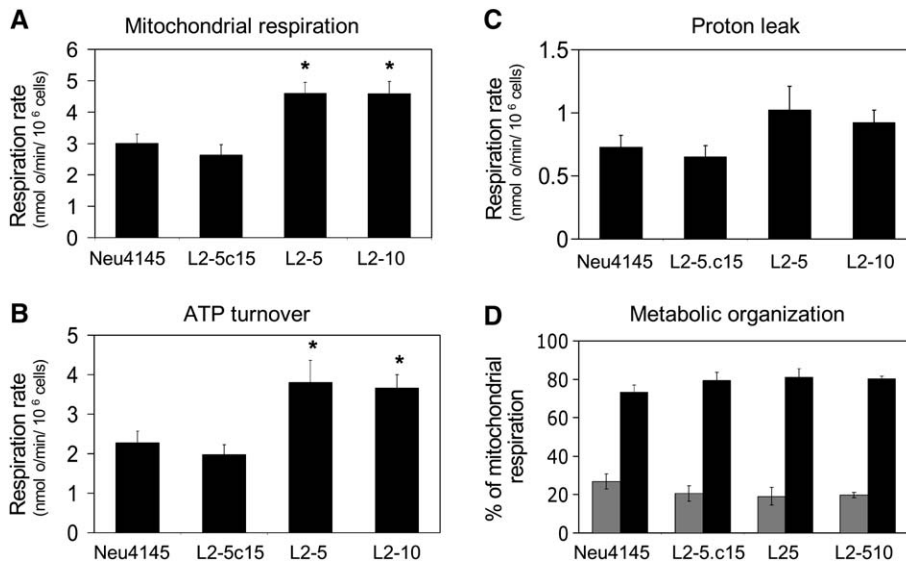 A
Mitochondrial respiration
Respiration rate
(nmol o/min/ 10 6 cells)
6
5
4
3
2
1
0
*
*
Neu4145 L2-5c15 L2-5 L2-10
C
Proton leak
Respiration rate
(nmol o/min/ 10 6 cells)
1.5
1
0.5
0
Neu4145 L2-5.c15 L2-5 L2-10
B
ATP turnover
Respiration rate
(nmol o/min/ 10 6 cells)
5
4
3
2
1
0
*
*
Neu4145 L2-5c15 L2-5 L2-10
D
Metabolic organization
% of mitochondrial
respiration
100
80
60
40
20
0
Neu4145 L2-5.c15 L25 L2-510